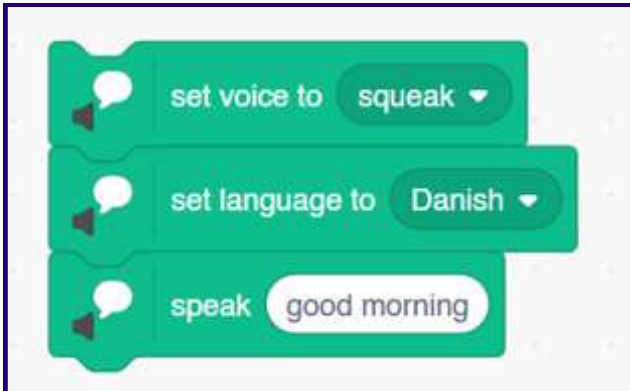 set voice to squeak
set language to Danish
speak good morning